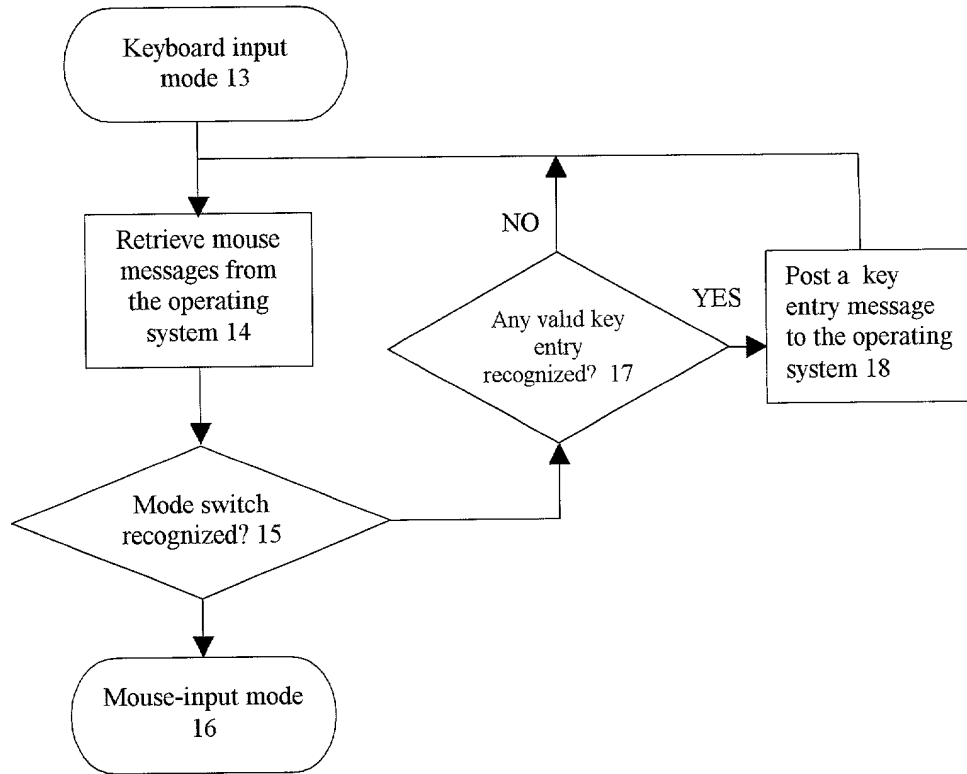 Keyboard input
mode 13
Retrieve mouse
messages from
the operating
system 14
Mode switch
recognized? 15
Mouse-input mode
16
NO
Any valid key
entry
recognized? 17
YES
Post a key
entry message
to the operating
system 18